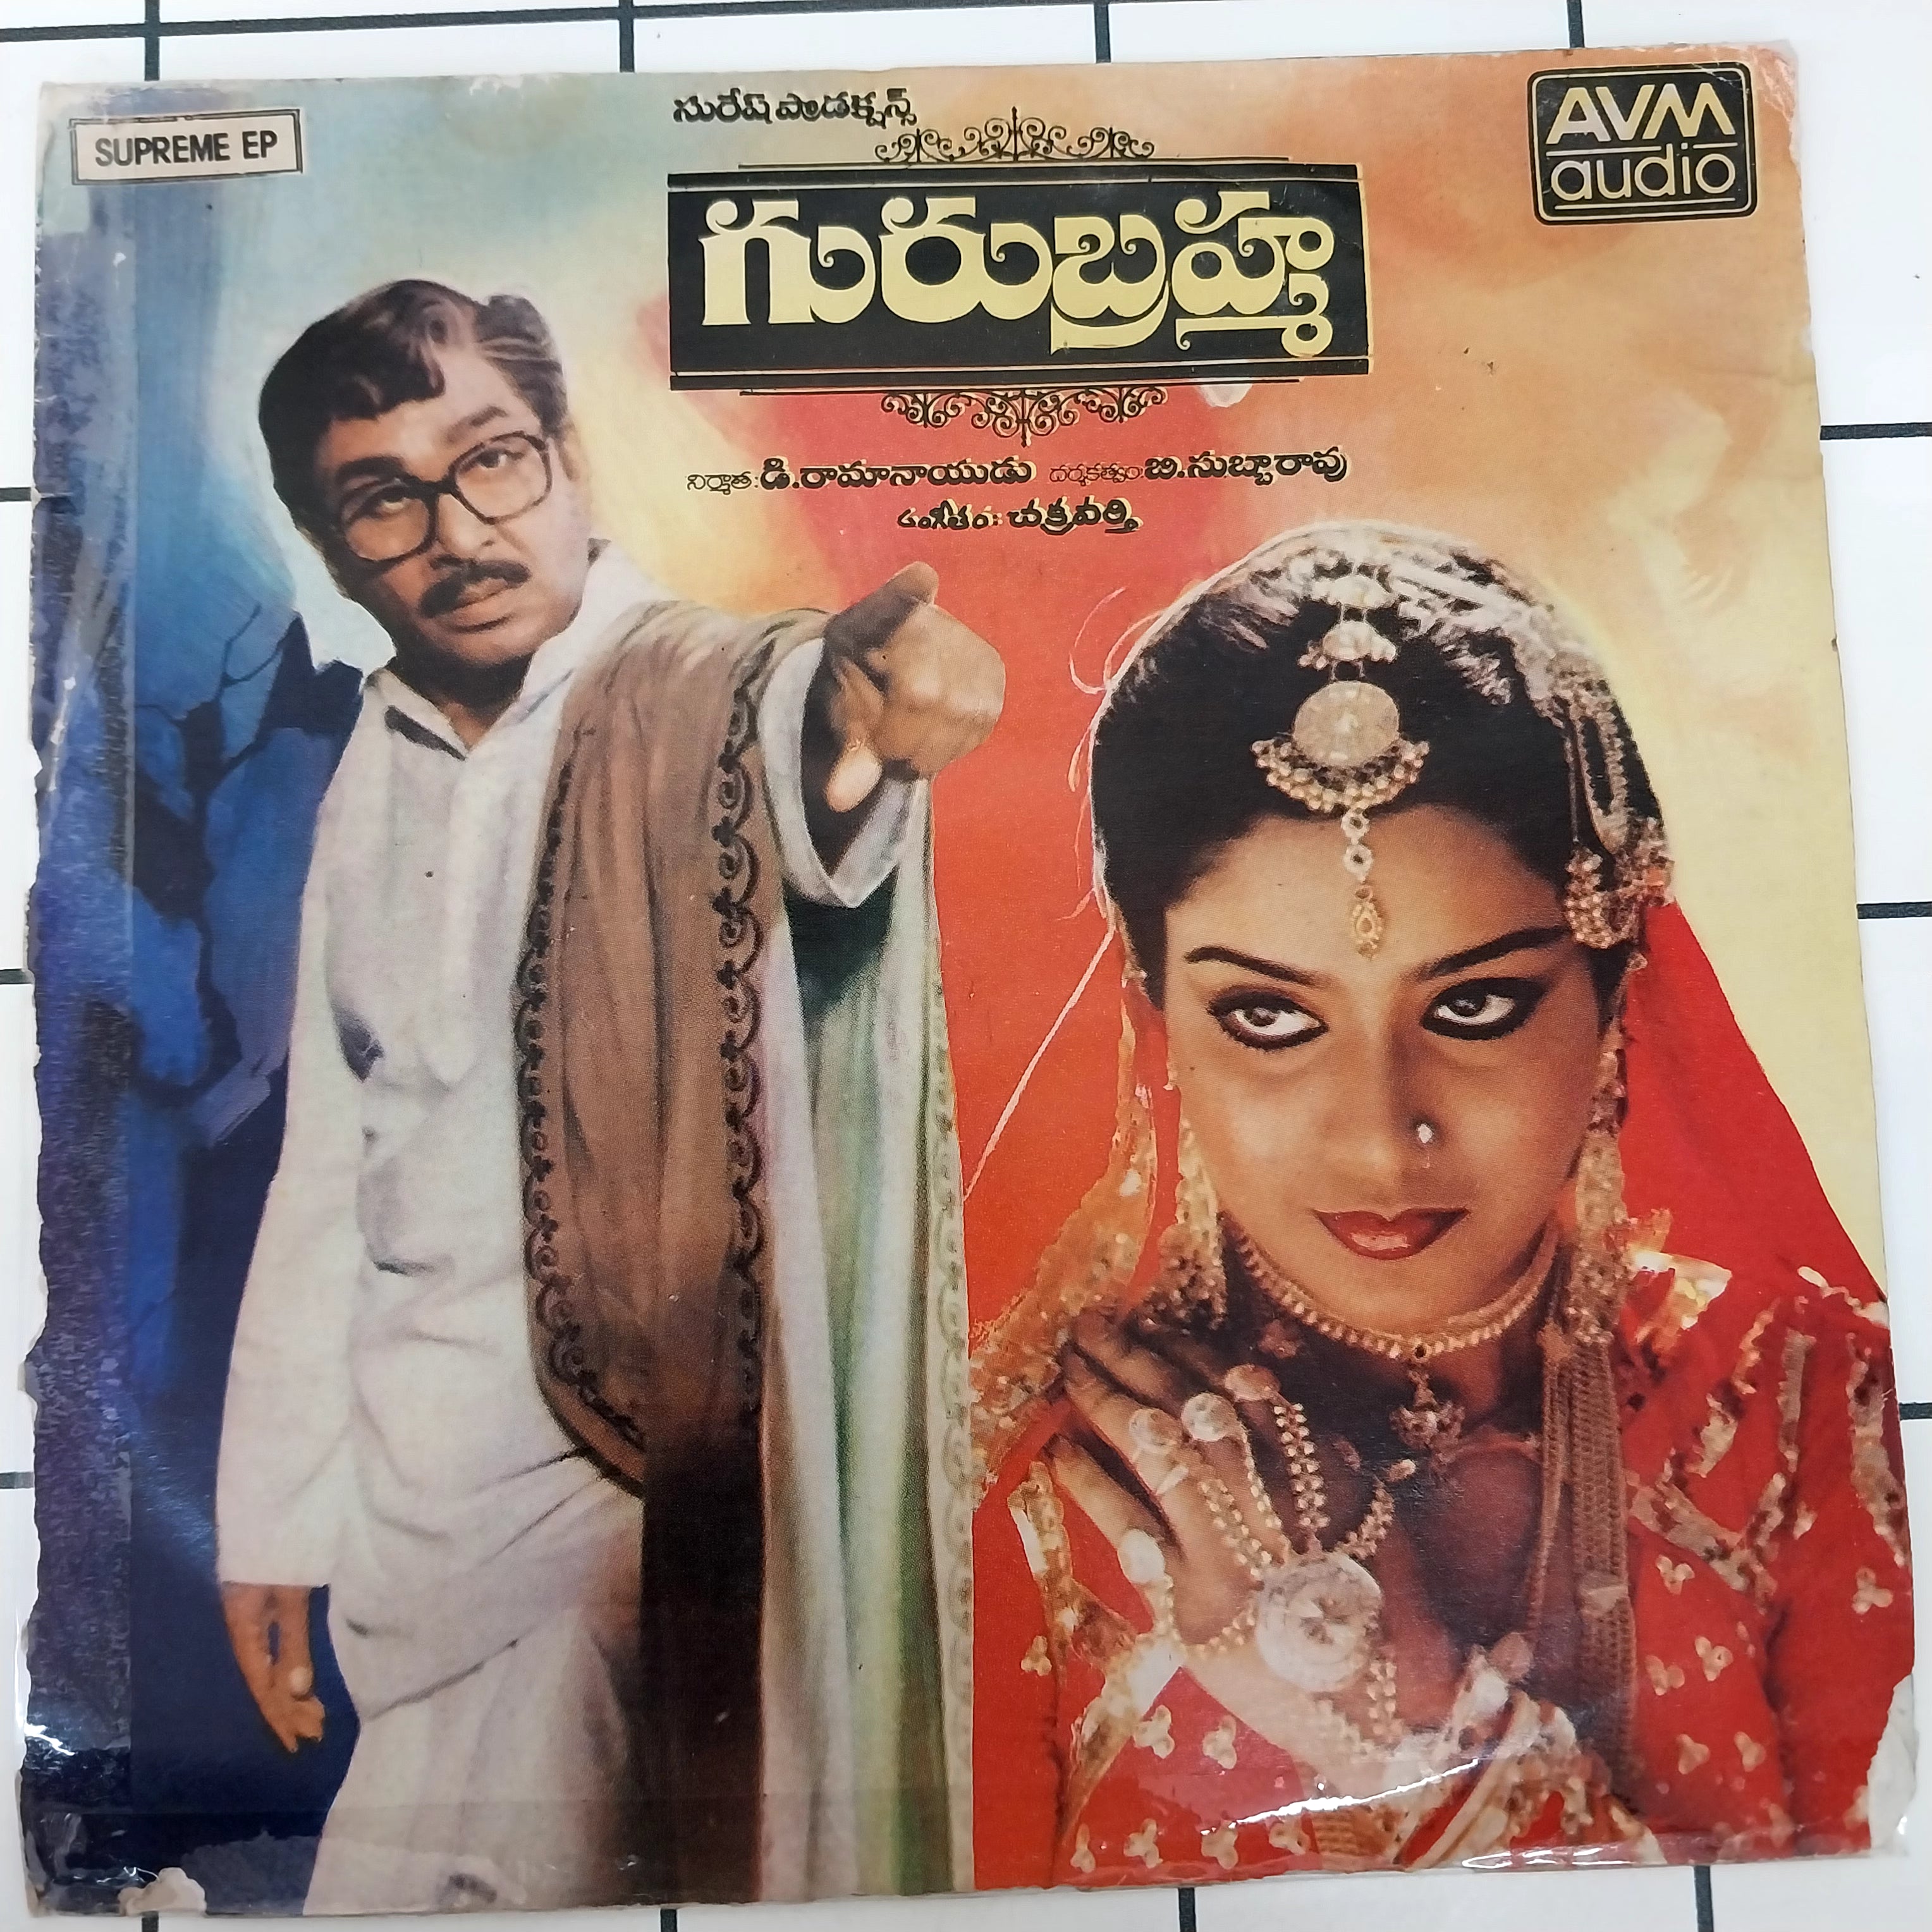 సురేష్ ప్రొడక్షన్స్
SUPREME EP
AVM
audio
గురుబ్రహ్మ
నిర్మాత: డి.రామానాయుడు దర్శకత్వం: బి.సుబ్బారావు
సంగీతం: చక్రవర్తి